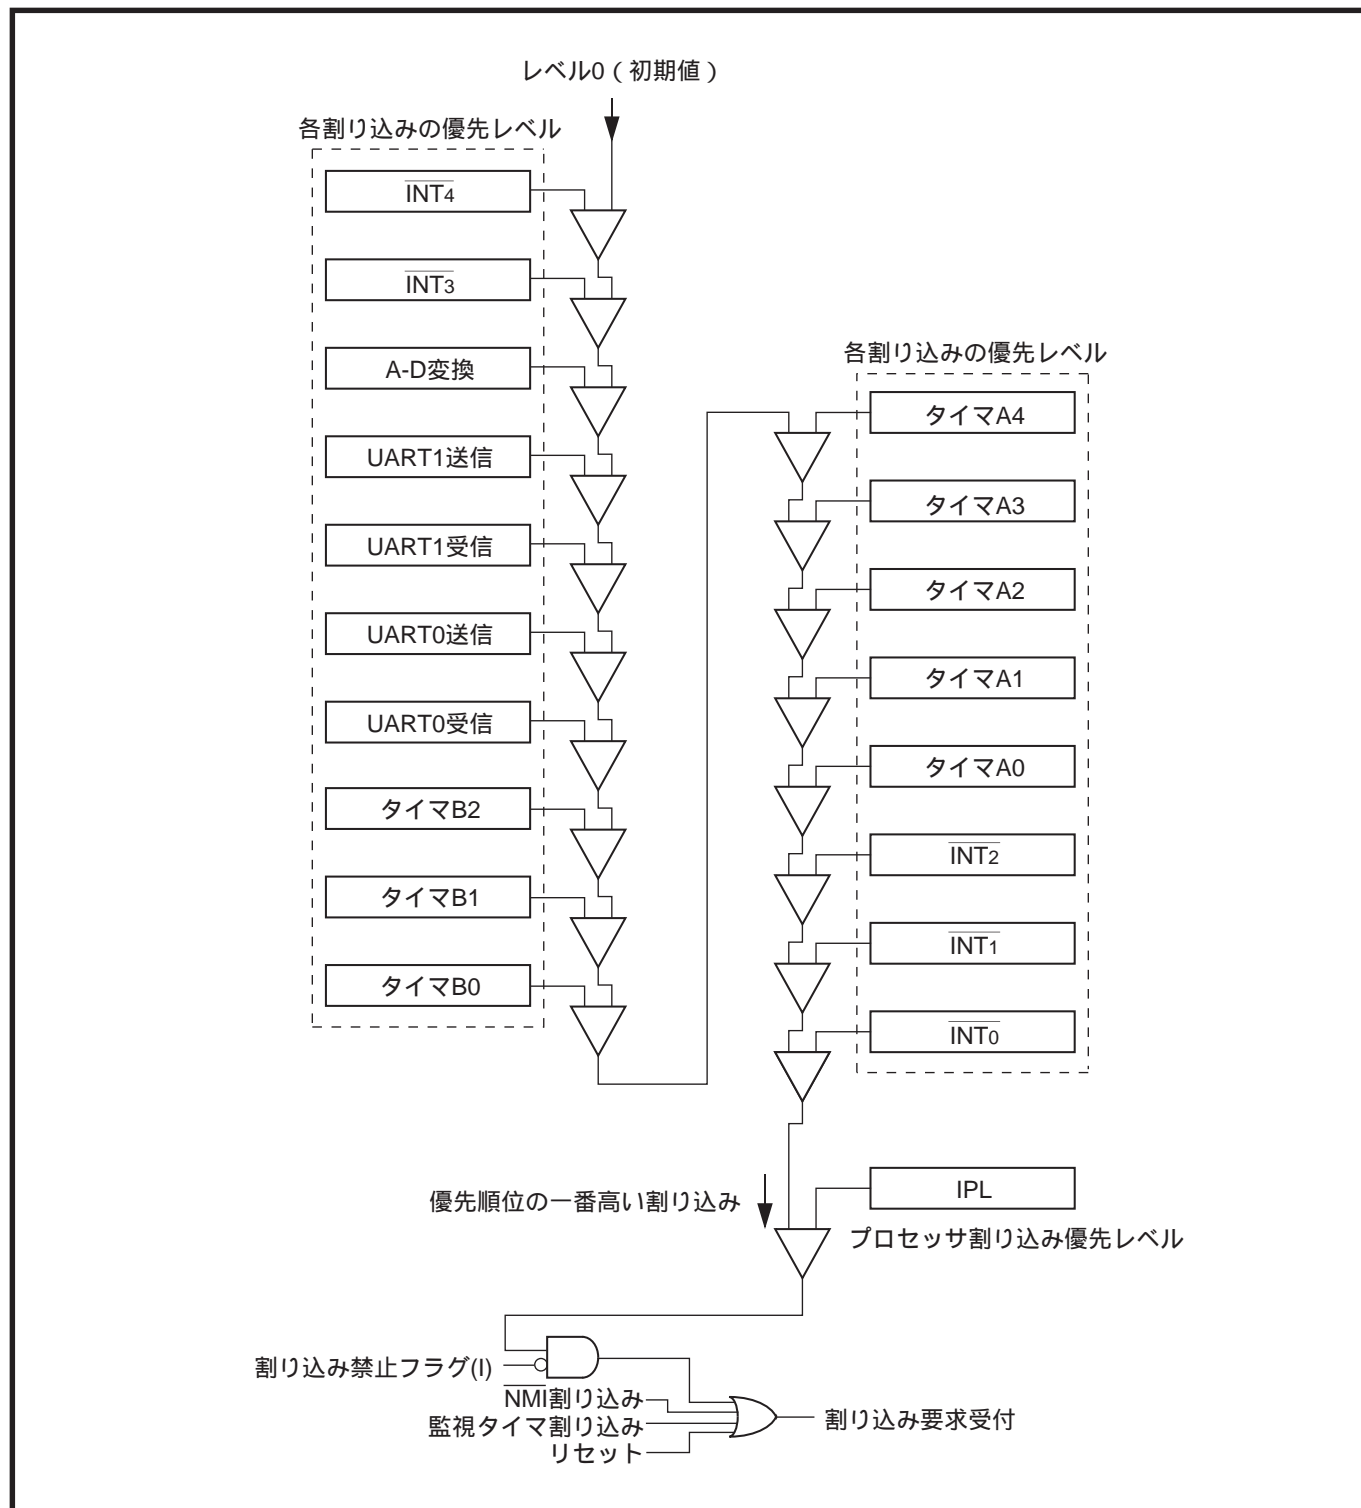 レベル0（初期値）
各割り込みの優先レベル
INT4
INT3
A-D変換
UART1送信
UART1受信
UART0送信
UART0受信
タイマB2
タイマB1
タイマB0
各割り込みの優先レベル
タイマA4
タイマA3
タイマA2
タイマA1
タイマA0
INT2
INT1
INT0
優先順位の一番高い割り込み
IPL
プロセッサ割り込み優先レベル
割り込み禁止フラグ(I)
NMI割り込み
監視タイマ割り込み
リセット
割り込み要求受付